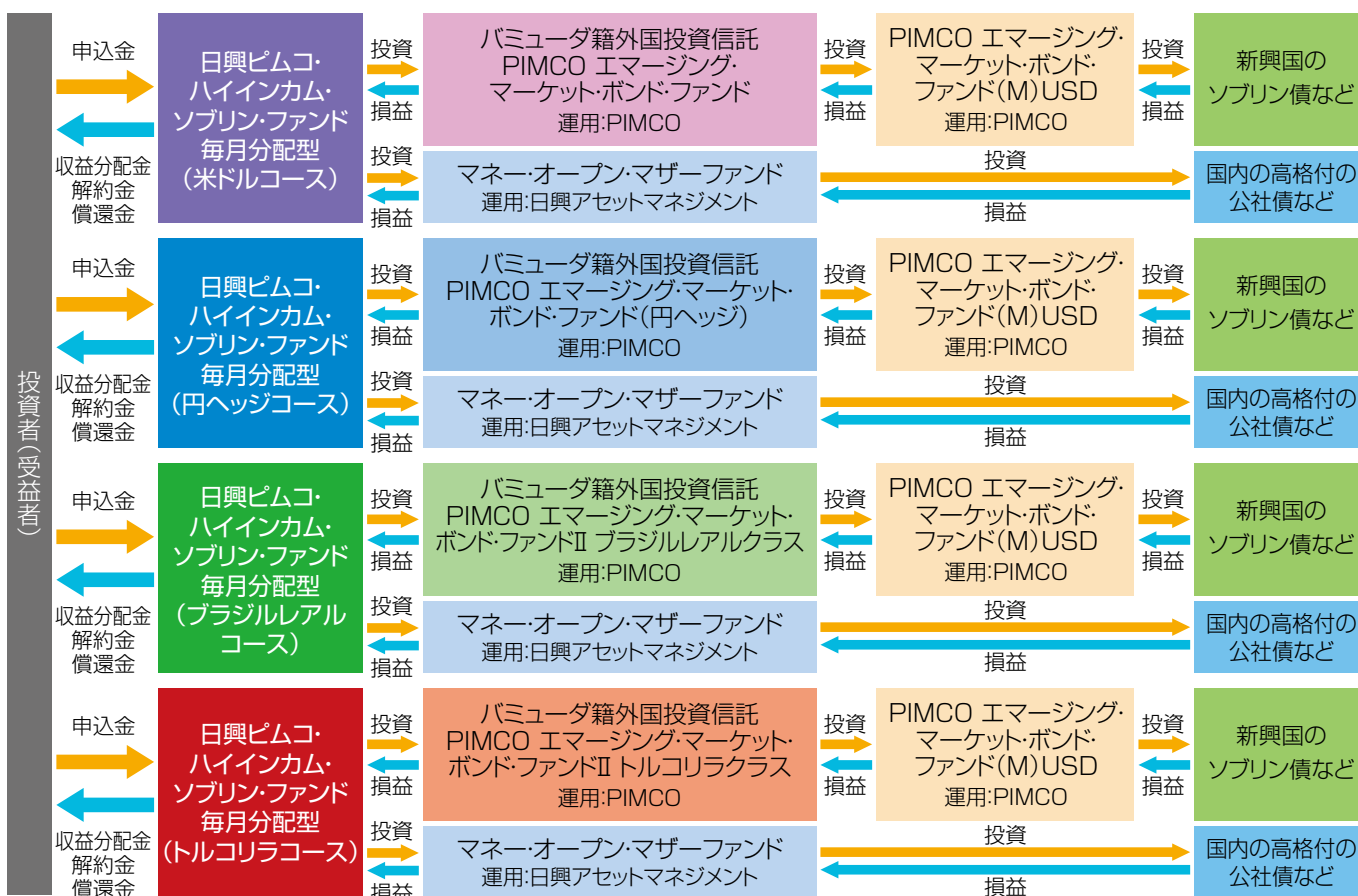 投資者(受益者)
申込金
収益分配金
解約金
償還金
日興ピムコ・
ハイインカム・
ソブリン・ファンド
毎月分配型
(米ドルコース)
投資
損益
バミューダ籍外国投資信託
PIMCO エマージング・
マーケット・ボンド・ファンド
運用:PIMCO
投資
損益
PIMCO エマージング・
マーケット・ボンド・
ファンド(M)USD
運用:PIMCO
投資
損益
新興国の
ソブリン債など
投資
損益
マネー・オープン・マザーファンド
運用:日興アセットマネジメント
投資
損益
国内の高格付の
公社債など
申込金
収益分配金
解約金
償還金
日興ピムコ・
ハイインカム・
ソブリン・ファンド
毎月分配型
(円ヘッジコース)
投資
損益
バミューダ籍外国投資信託
PIMCO エマージング・マーケット・
ボンド・ファンド(円ヘッジ)
運用:PIMCO
投資
損益
PIMCO エマージング・
マーケット・ボンド・
ファンド(M)USD
運用:PIMCO
投資
損益
新興国の
ソブリン債など
投資
損益
マネー・オープン・マザーファンド
運用:日興アセットマネジメント
投資
損益
国内の高格付の
公社債など
申込金
収益分配金
解約金
償還金
日興ピムコ・
ハイインカム・
ソブリン・ファンド
毎月分配型
(ブラジルレアル
コース)
投資
損益
バミューダ籍外国投資信託
PIMCO エマージング・マーケット・
ボンド・ファンドⅡ ブラジルレアルクラス
運用:PIMCO
投資
損益
PIMCO エマージング・
マーケット・ボンド・
ファンド(M)USD
運用:PIMCO
投資
損益
新興国の
ソブリン債など
投資
損益
マネー・オープン・マザーファンド
運用:日興アセットマネジメント
投資
損益
国内の高格付の
公社債など
申込金
収益分配金
解約金
償還金
日興ピムコ・
ハイインカム・
ソブリン・ファンド
毎月分配型
(トルコリラコース)
投資
損益
バミューダ籍外国投資信託
PIMCO エマージング・マーケット・
ボンド・ファンドⅡ トルコリラクラス
運用:PIMCO
投資
損益
PIMCO エマージング・
マーケット・ボンド・
ファンド(M)USD
運用:PIMCO
投資
損益
新興国の
ソブリン債など
投資
損益
マネー・オープン・マザーファンド
運用:日興アセットマネジメント
投資
損益
国内の高格付の
公社債など